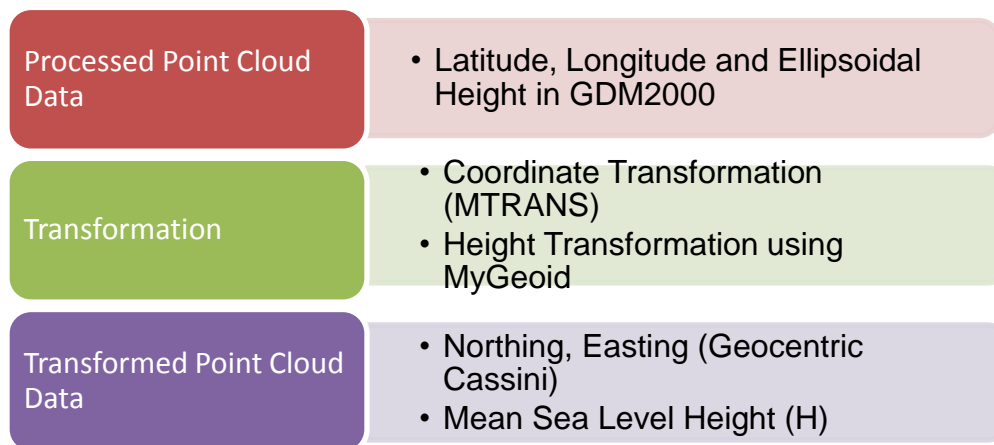 Processed Point Cloud
Data
• Latitude, Longitude and Ellipsoidal
Height in GDM2000
Transformation
• Coordinate Transformation
(MTRANS)
• Height Transformation using
MyGeoid
Transformed Point Cloud
Data
• Northing, Easting (Geocentric
Cassini)
• Mean Sea Level Height (H)